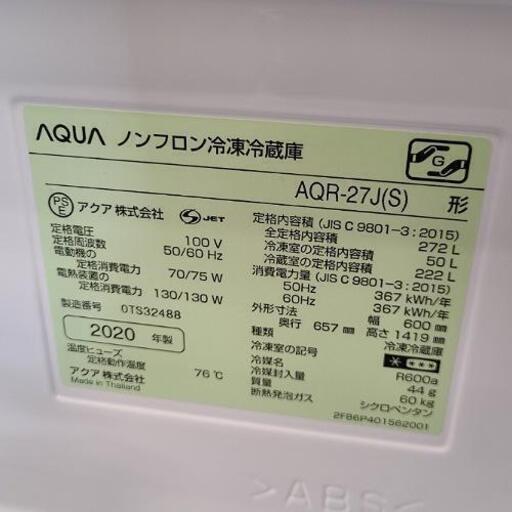 AQUA ノンフロン冷凍冷蔵庫
G
AQR-27J(S) 形
PS E アクア株式会社 S JET
定格電圧 100 V
定格周波数 50/60 Hz
電動機の
定格消費電力 70/75 W
電熱装置の
定格消費電力 130/130 W
製造番号 0TS32488
2020 年製
温度ヒューズ
定格動作温度 76℃
アクア 株式会社
Made in Thailand
定格内容積 (JIS C 9801-3:2015)
全定格内容積 272 L
冷凍室の定格内容積 50 L
冷蔵室の定格内容積 222 L
消費電力量 (JIS C 9801-3:2015)
50Hz 367 kWh/年
60Hz 367 kWh/年
外形寸法 幅 600 mm
奥行 657 mm 高さ 1419 mm
種類 冷凍冷蔵庫
冷凍室の記号
冷媒名 R600a
冷媒封入量 44 g
質量 60 kg
断熱発泡ガス シクロペンタン
2FB6P401562001
>ABS<